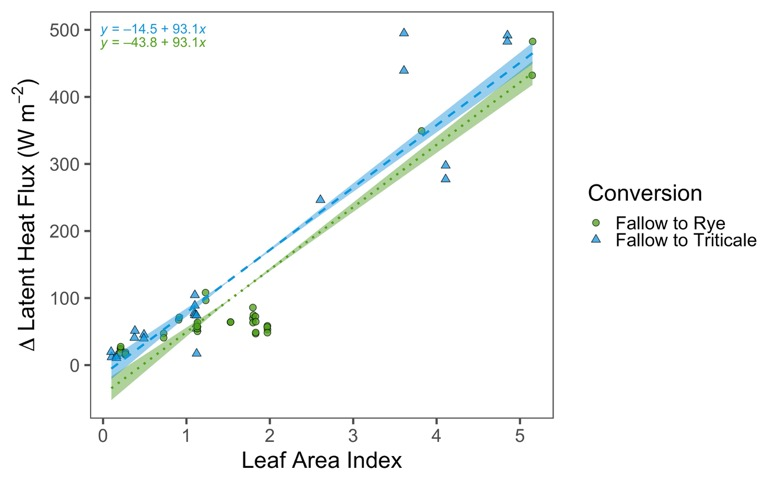 y = −14.5 + 93.1x
y = −43.8 + 93.1x
500
400
300
200
100
0
Δ Latent Heat Flux (W m⁻²)
0 1 2 3 4 5
Leaf Area Index
Conversion
Fallow to Rye
Fallow to Triticale